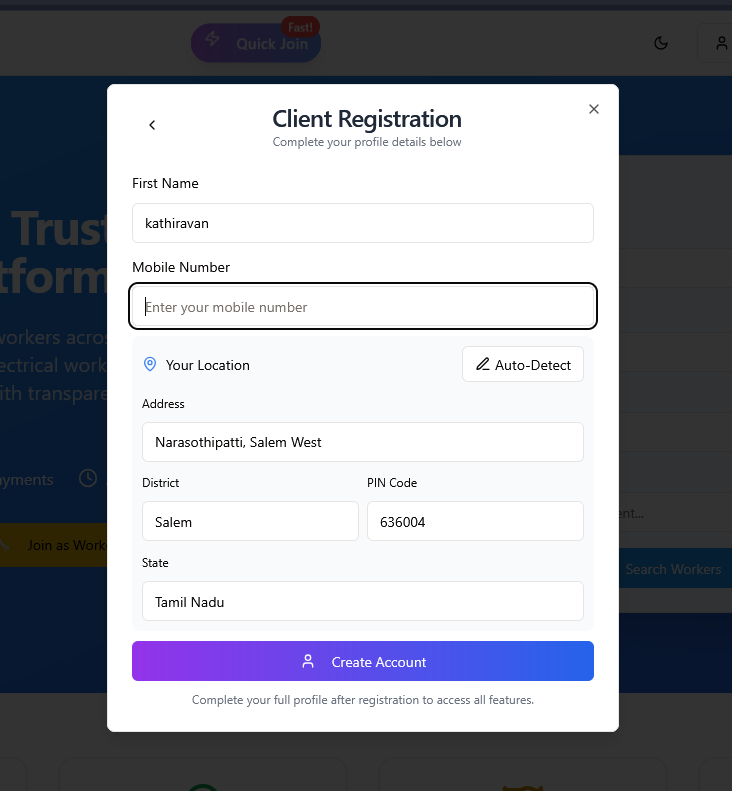 Fast!
Quick Join
Client Registration
Complete your profile details below
First Name
kathiravan
Mobile Number
Enter your mobile number
Your Location
Auto-Detect
Address
Narasothipatti, Salem West
District
PIN Code
Salem
636004
State
Tamil Nadu
Create Account
Complete your full profile after registration to access all features.
Trust
tform
workers acros
ectrical work
ith transpare
ayments
Join as Worke
ent...
Search Workers